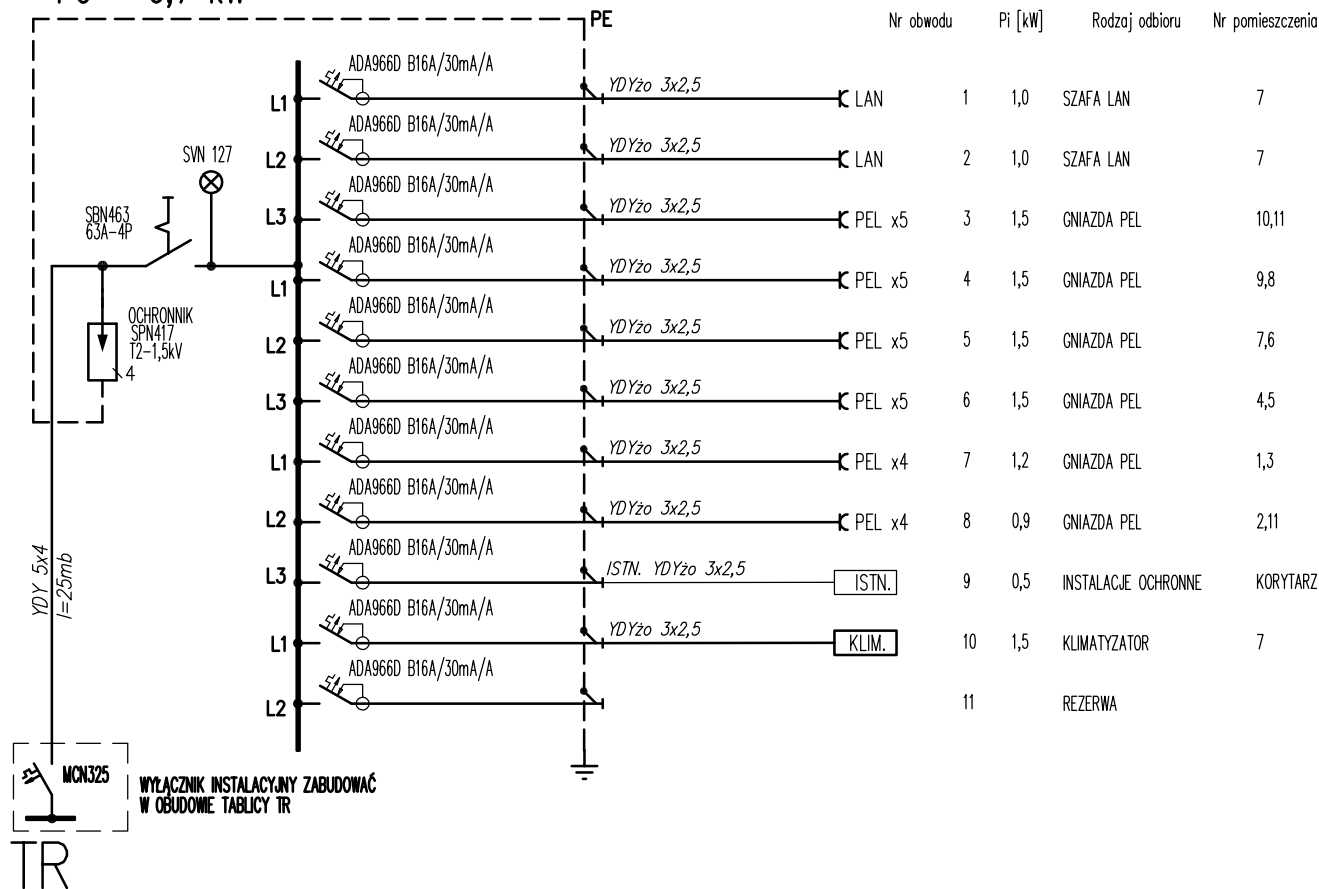 PE
Nr obwodu Pi [kW] Rodzaj odbioru Nr pomieszczenia
ADA966D B16A/30mA/A
L1 YDYżo 3x2,5 LAN 1 1,0 SZAFA LAN 7
ADA966D B16A/30mA/A
L2 YDYżo 3x2,5 LAN 2 1,0 SZAFA LAN 7
SVN 127
ADA966D B16A/30mA/A
L3 YDYżo 3x2,5 PEL x5 3 1,5 GNIAZDA PEL 10,11
SBN463
63A-4P
ADA966D B16A/30mA/A
L1 YDYżo 3x2,5 PEL x5 4 1,5 GNIAZDA PEL 9,8
OCHRONNIK
SPN417
T2-1,5kV
4
ADA966D B16A/30mA/A
L2 YDYżo 3x2,5 PEL x5 5 1,5 GNIAZDA PEL 7,6
ADA966D B16A/30mA/A
L3 YDYżo 3x2,5 PEL x5 6 1,5 GNIAZDA PEL 4,5
ADA966D B16A/30mA/A
L1 YDYżo 3x2,5 PEL x4 7 1,2 GNIAZDA PEL 1,3
ADA966D B16A/30mA/A
L2 YDYżo 3x2,5 PEL x4 8 0,9 GNIAZDA PEL 2,11
ADA966D B16A/30mA/A
L3 ISTN. YDYżo 3x2,5 ISTN. 9 0,5 INSTALACJE OCHRONNE KORYTARZ
YDY 5x4
l=25mb
ADA966D B16A/30mA/A
L1 YDYżo 3x2,5 KLIM. 10 1,5 KLIMATYZATOR 7
ADA966D B16A/30mA/A
L2 11 REZERWA
MCN325
WYŁĄCZNIK INSTALACYJNY ZABUDOWAĆ
W OBUDOWIE TABLICY TR
TR